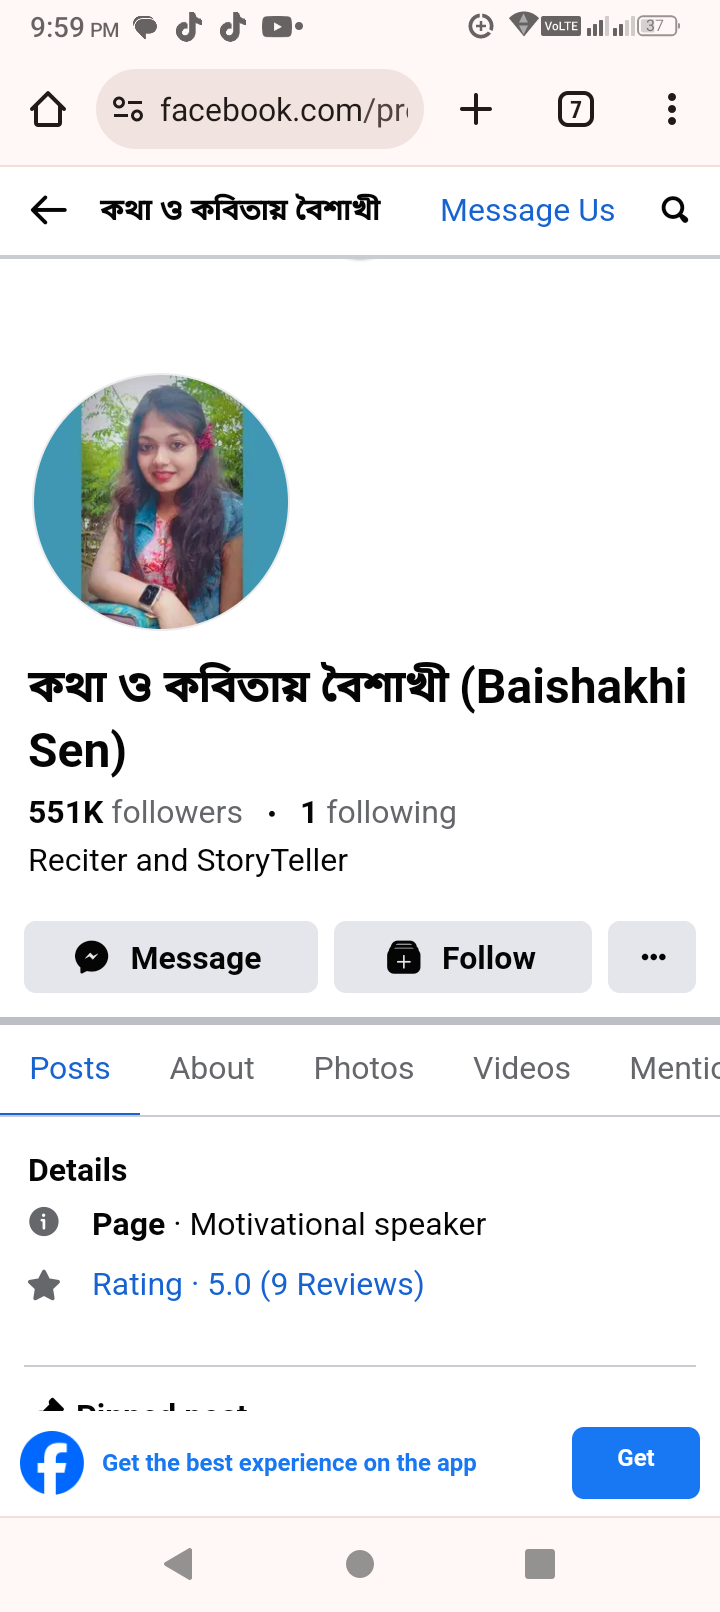 9:59 PM
VoLTE
37
facebook.com/pr
7
কথা ও কবিতায় বৈশাখী Message Us
কথা ও কবিতায় বৈশাখী (Baishakhi
Sen)
551K followers • 1 following
Reciter and StoryTeller
Message Follow
Posts About Photos Videos Mentio
Details
Page · Motivational speaker
Rating · 5.0 (9 Reviews)
Pinned post
Get the best experience on the app Get